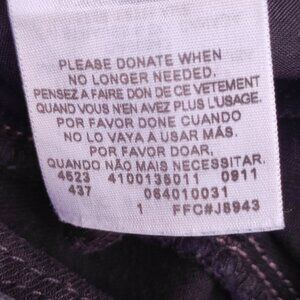 PLEASE DONATE WHEN
NO LONGER NEEDED.
PENSEZ A FAIRE DON DE CET VETEMENT
QUAND VOUS N'EN AVEZ PLUS L'USAGE.
POR FAVOR DONE CUANDO
NO LO VAYA A USAR MÁS.
POR FAVOR DOAR,
QUANDO NÃO MAIS NECESSITAR.
4623 4100135011 0911
437 064010031
1 FFC#J8943